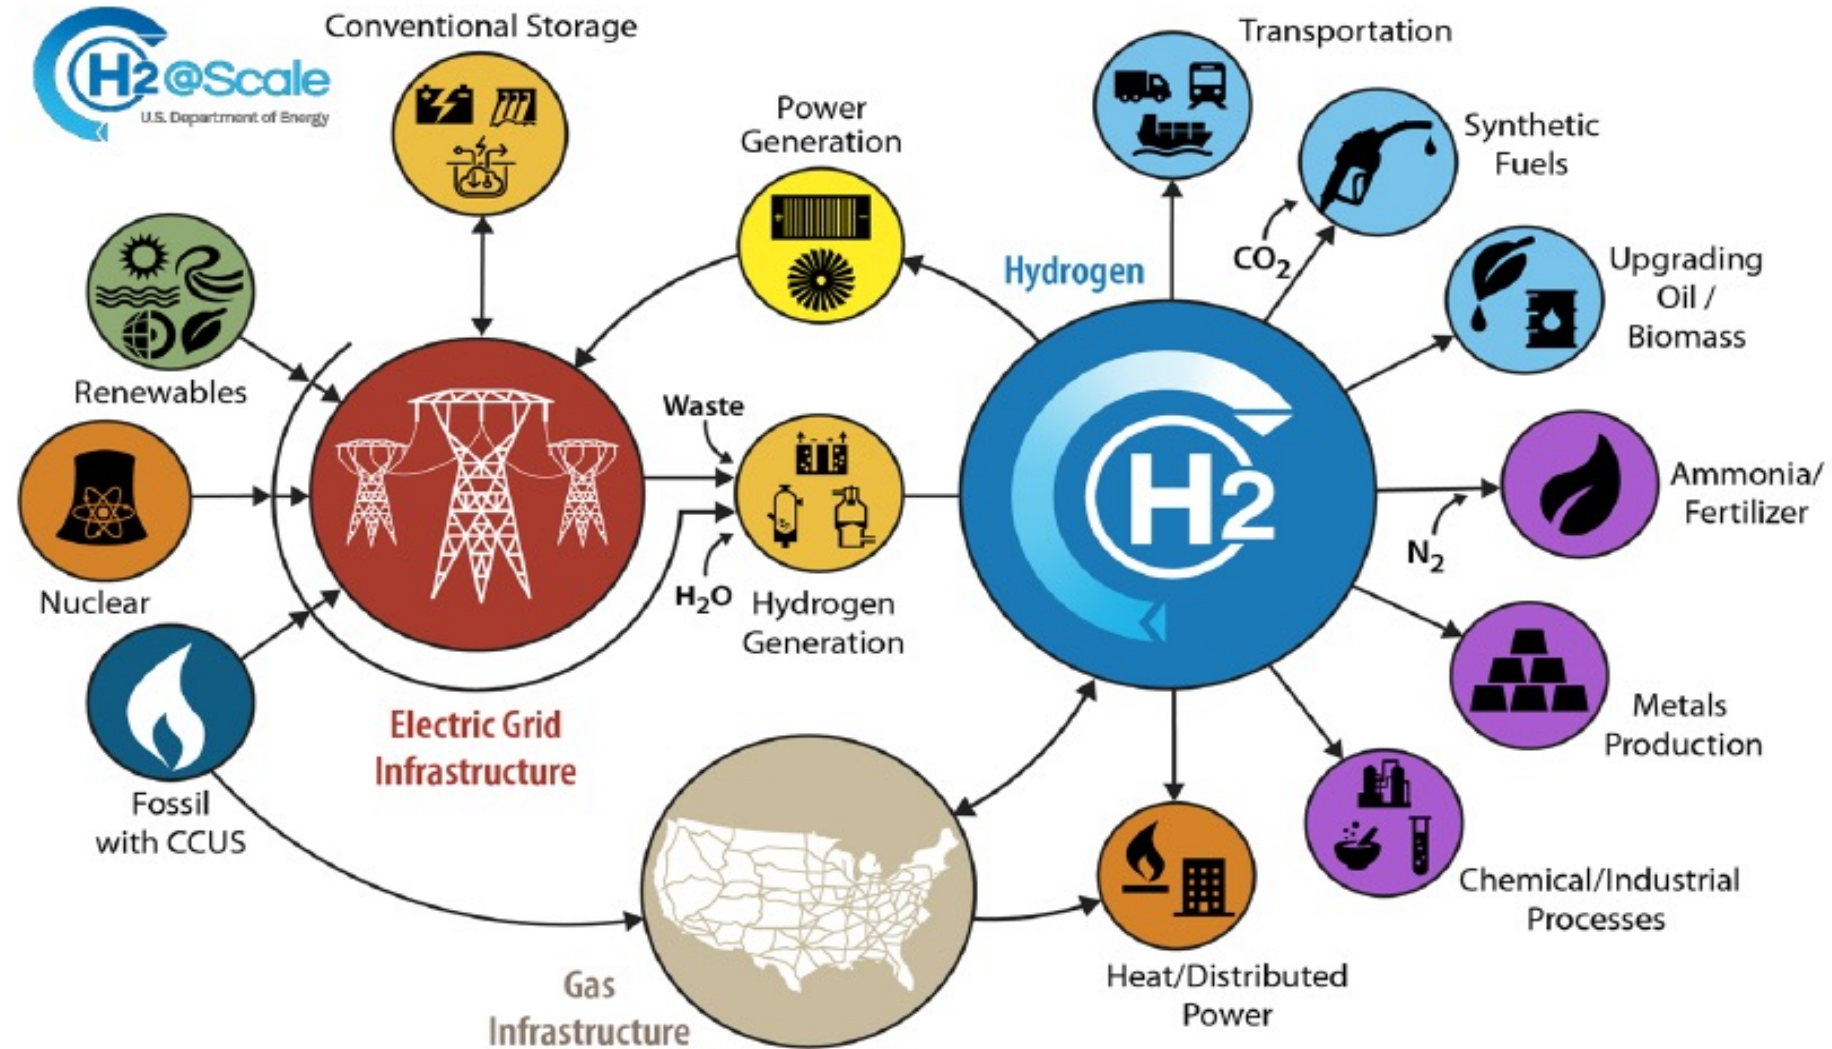 H2@Scale
U.S. Department of Energy
Conventional Storage
Power
Generation
Transportation
Synthetic
Fuels
CO2
Hydrogen
Upgrading
Oil /
Biomass
Renewables
Waste
H2
Ammonia/
Fertilizer
N2
Nuclear
H2O
Hydrogen
Generation
Electric Grid
Infrastructure
Metals
Production
Fossil
with CCUS
Chemical/Industrial
Processes
Gas
Infrastructure
Heat/Distributed
Power